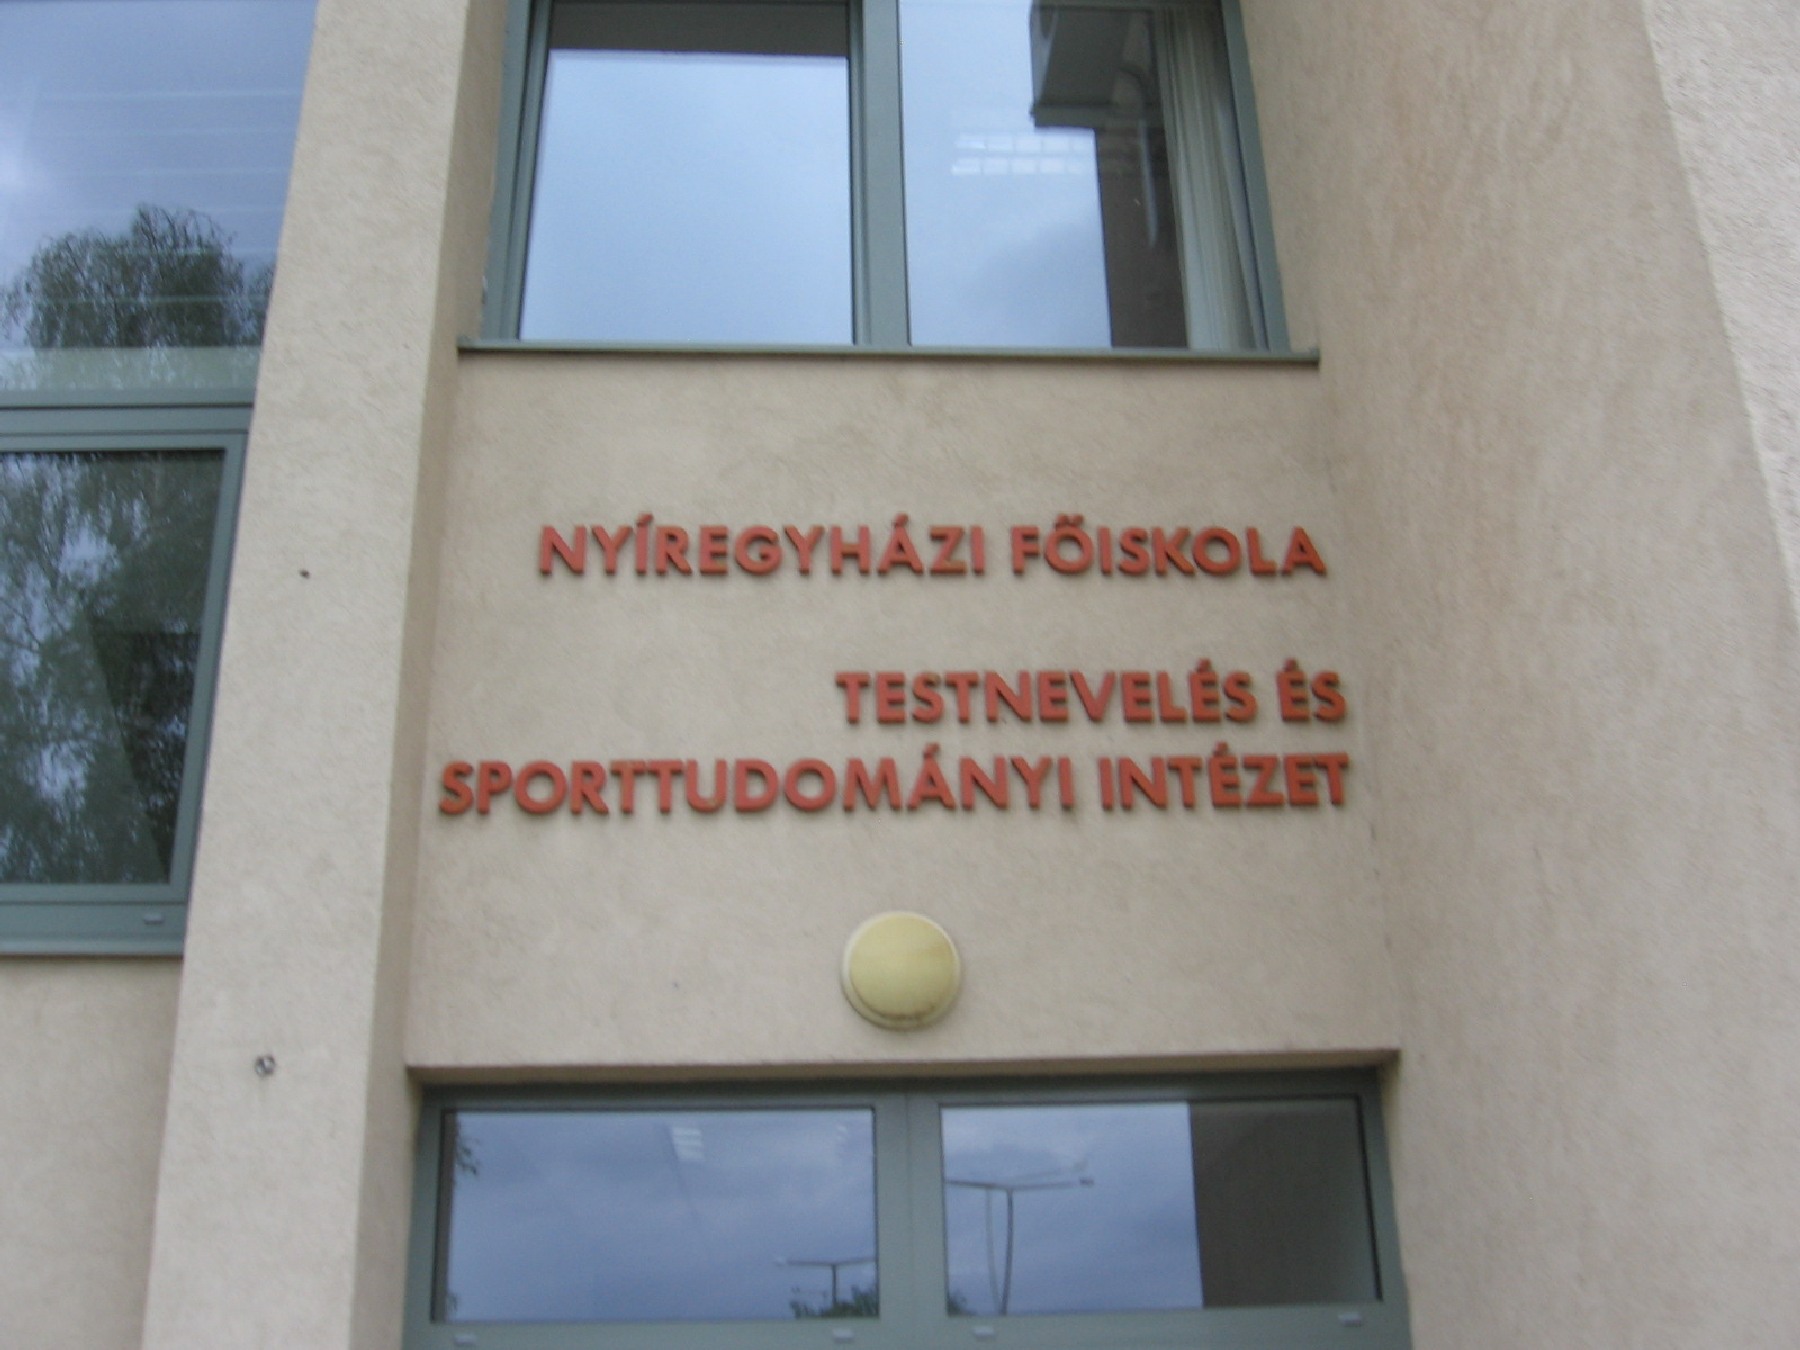 NYÍREGYHÁZI FŐISKOLA
TESTNEVELÉS ÉS
SPORTTUDOMÁNYI INTÉZET